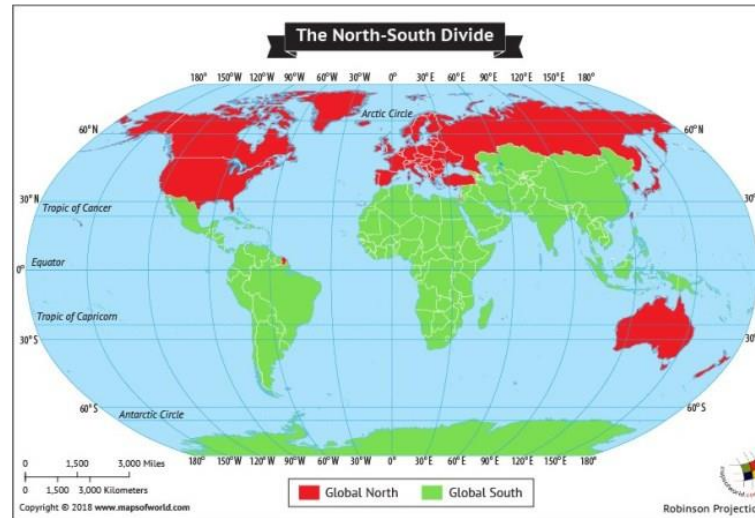 The North-South Divide
180° 150°W 120°W 90°W 60°W 30°W 0° 30°E 60°E 90°E 120°E 150°E 180°
Arctic Circle
60°N 60°N
30°N 30°N
Tropic of Cancer
Equator
0° 0°
Tropic of Capricorn
30°S 30°S
60°S 60°S
Antarctic Circle
180° 150°W 120°W 90°W 60°W 30°W 0° 30°E 60°E 90°E 120°E 150°E 180°
0 1,500 3,000 Miles
0 1,500 3,000 Kilometers
Global North Global South
Copyright © 2018 www.mapsofworld.com
Robinson Projecti